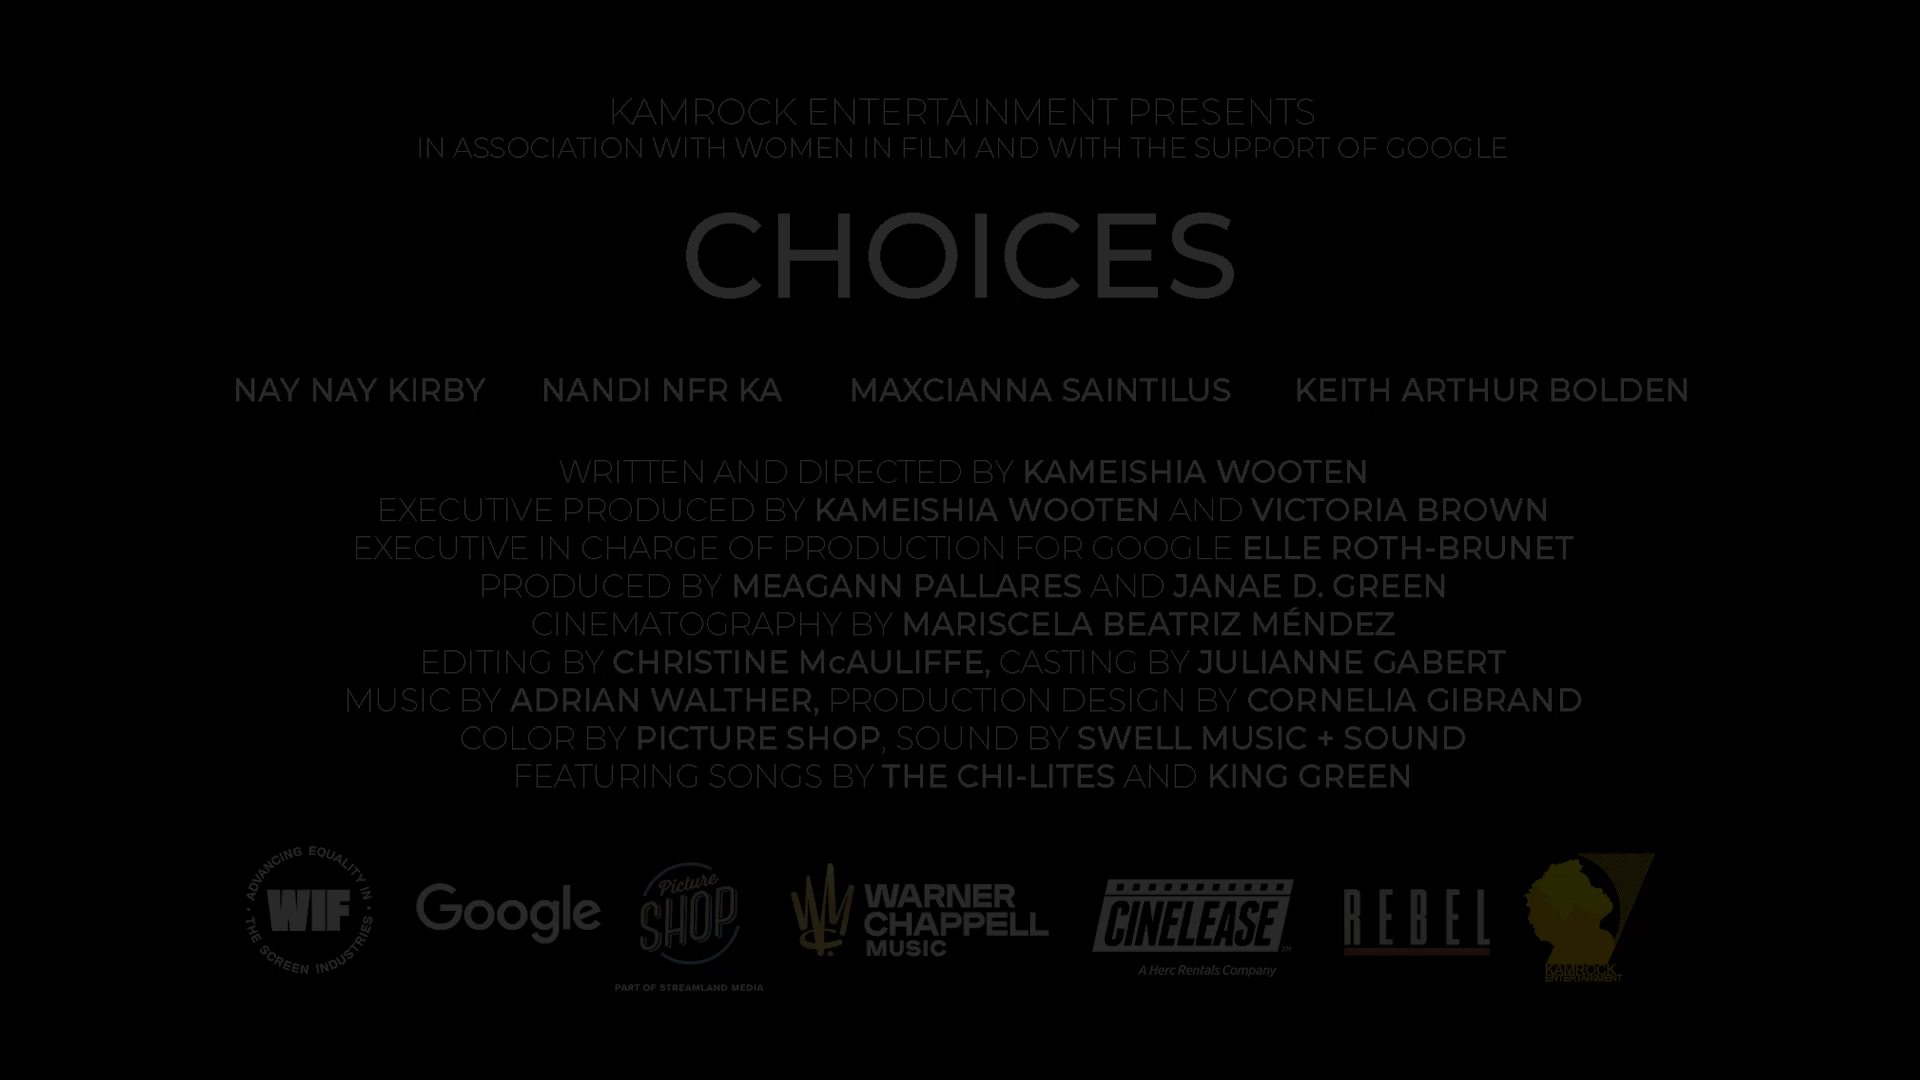 KAMROCK ENTERTAINMENT PRESENTS
IN ASSOCIATION WITH WOMEN IN FILM AND WITH THE SUPPORT OF GOOGLE
CHOICES
NAY NAY KIRBY NANDI NFR KA MAXCIANNA SAINTILUS KEITH ARTHUR BOLDEN
WRITTEN AND DIRECTED BY KAMEISHIA WOOTEN
EXECUTIVE PRODUCED BY KAMEISHIA WOOTEN AND VICTORIA BROWN
EXECUTIVE IN CHARGE OF PRODUCTION FOR GOOGLE ELLE ROTH-BRUNET
PRODUCED BY MEAGANN PALLARES AND JANAE D. GREEN
CINEMATOGRAPHY BY MARISCELA BEATRIZ MÉNDEZ
EDITING BY CHRISTINE McAULIFFE, CASTING BY JULIANNE GABERT
MUSIC BY ADRIAN WALTHER, PRODUCTION DESIGN BY CORNELIA GIBRAND
COLOR BY PICTURE SHOP, SOUND BY SWELL MUSIC + SOUND
FEATURING SONGS BY THE CHI-LITES AND KING GREEN
• ADVANCING EQUALITY IN • THE SCREEN INDUSTRIES
WIF
Google
Picture
SHOP
PART OF STREAMLAND MEDIA
WARNER
CHAPPELL
MUSIC
CINELEASE™
A Herc Rentals Company
REBEL
KAMROCK
ENTERTAINMENT